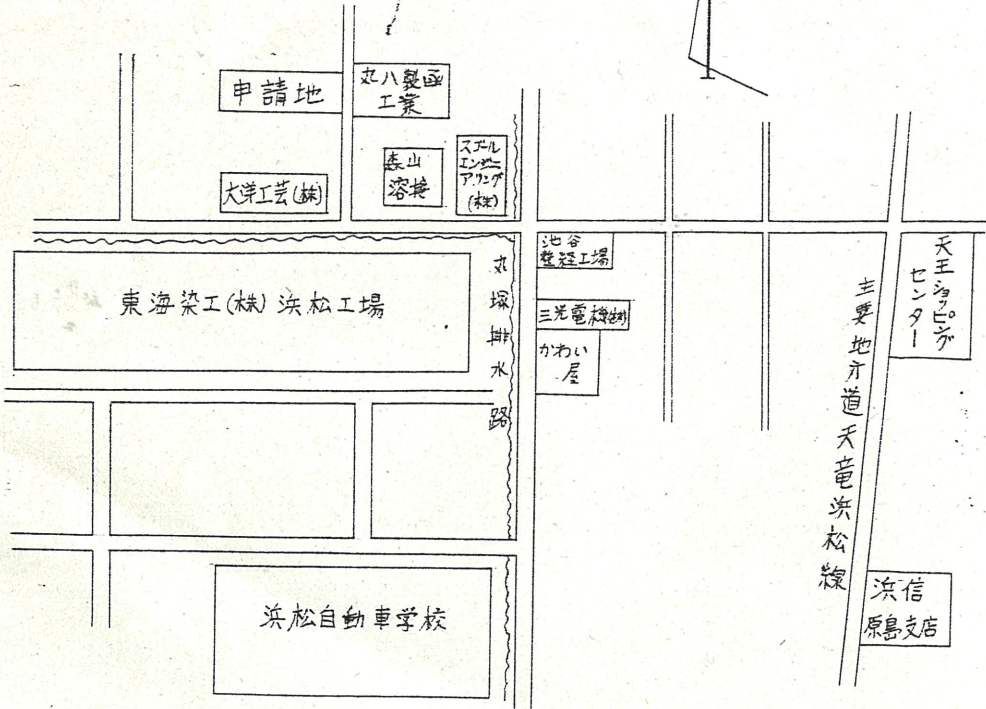 申請地
丸八製函
工業
森山
溶接
スズール
エンジニ
アリング
(株)
大洋工芸(株)
池谷
整経工場
天王ショッピング
センター
東海染工(株)浜松工場
丸塚排水路
三光電機(株)
かわい
屋
主要地方道天竜浜松線
浜松自動車学校
浜信
原島支店